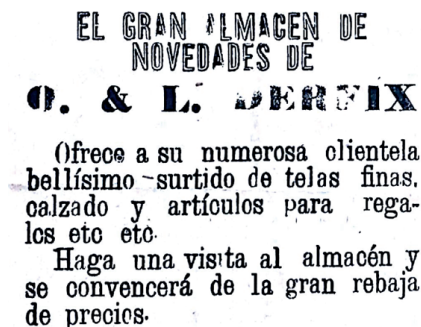 EL GRAN ALMACEN DE
NOVEDADES DE
O. & L. DERFIX
Ofrece a su numerosa clientela
bellísimo surtido de telas finas,
calzado y artículos para rega-
los etc etc.
Haga una visita al almacén y
se convencerá de la gran rebaja
de precios.